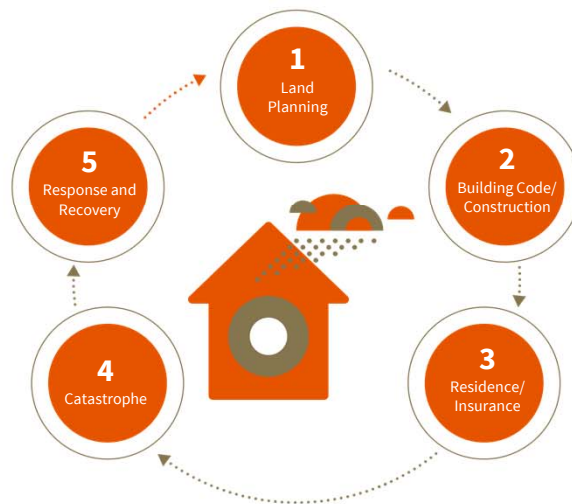 1
Land
Planning
2
Building Code/
Construction
3
Residence/
Insurance
4
Catastrophe
5
Response and
Recovery